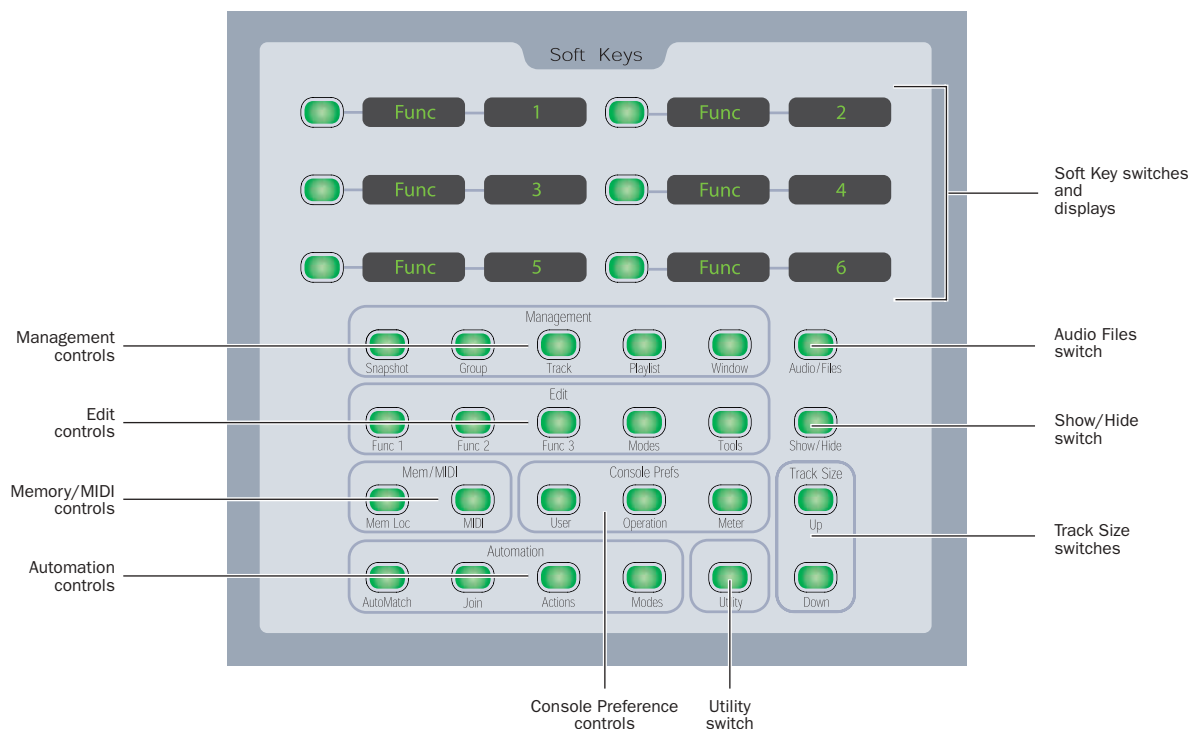 Soft Keys
Func 1 Func 2
Func 3 Func 4
Func 5 Func 6
Soft Key switches
and
displays
Management
Snapshot Group Track Playlist Window Audio/Files
Management
controls
Audio Files
switch
Edit
Func 1 Func 2 Func 3 Modes Tools Show/Hide
Edit
controls
Show/Hide
switch
Mem/MIDI Console Prefs Track Size
Mem Loc MIDI User Operation Meter Up
Memory/MIDI
controls
Track Size
switches
Automation
AutoMatch Join Actions Modes Utility Down
Automation
controls
Console Preference
controls
Utility
switch